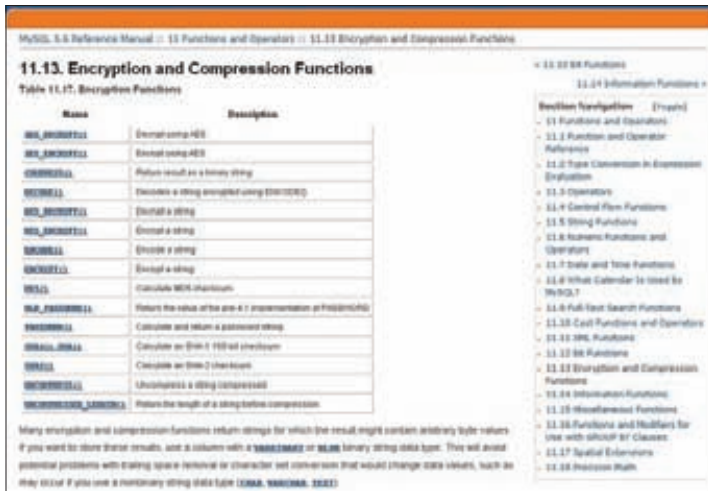 MySQL 5.6 Reference Manual :: 11 Functions and Operators :: 11.13 Encryption and Compression Functions
11.13. Encryption and Compression Functions
Table 11.17. Encryption Functions
Name Description
AES_DECRYPT() Decrypt using AES
AES_ENCRYPT() Encrypt using AES
COMPRESS() Return result as a binary string
DECODE() Decodes a string encrypted using ENCODE()
DES_DECRYPT() Decrypt a string
DES_ENCRYPT() Encrypt a string
ENCODE() Encode a string
ENCRYPT() Encrypt a string
MD5() Calculate MD5 checksum
OLD_PASSWORD() Return the value of the pre-4.1 implementation of PASSWORD
PASSWORD() Calculate and return a password string
Calculate an SHA-1 160-bit checksum
SHA2() Calculate an SHA-2 checksum
UNCOMPRESS() Uncompress a string compressed
UNCOMPRESSED_LENGTH() Return the length of a string before compression
Many encryption and compression functions return strings for which the result might contain arbitrary byte values.
If you want to store these results, use a column with a VARBINARY or BLOB binary string data type. This will avoid
potential problems with trailing space removal or character set conversion that would change data values, such as
may occur if you use a nonbinary string data type (CHAR, VARCHAR, TEXT)
« 11.12 Bit Functions
11.14 Information Functions »
Section Navigation [Toggle]
11 Functions and Operators
11.1 Function and Operator
Reference
11.2 Type Conversion in Expression
Evaluation
11.3 Operators
11.4 Control Flow Functions
11.5 String Functions
11.6 Numeric Functions and
Operators
11.7 Date and Time Functions
11.8 What Calendar Is Used By
MySQL?
11.9 Full-Text Search Functions
11.10 Cast Functions and Operators
11.11 XML Functions
11.12 Bit Functions
11.13 Encryption and Compression
Functions
11.14 Information Functions
11.15 Miscellaneous Functions
11.16 Functions and Modifiers for
Use with GROUP BY Clauses
11.17 Spatial Extensions
11.18 Precision Math